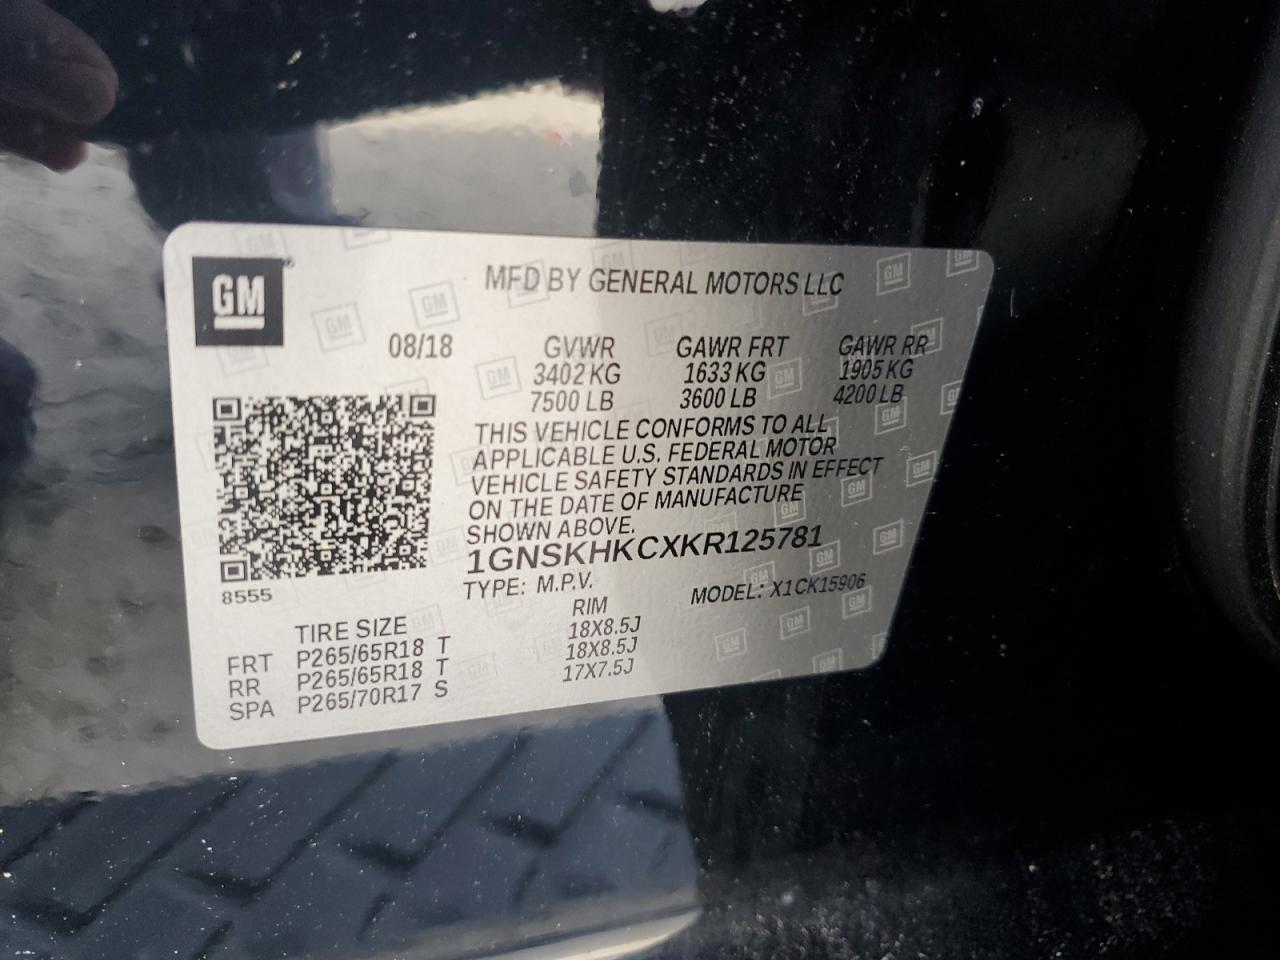 GM
MFD BY GENERAL MOTORS LLC
08/18 GVWR GAWR FRT GAWR RR
3402 KG 1633 KG 1905 KG
7500 LB 3600 LB 4200 LB
THIS VEHICLE CONFORMS TO ALL
APPLICABLE U.S. FEDERAL MOTOR
VEHICLE SAFETY STANDARDS IN EFFECT
ON THE DATE OF MANUFACTURE
SHOWN ABOVE.
1GNSKHKCXKR125781
8555
TYPE: M.P.V. MODEL: X1CK15906
TIRE SIZE RIM
FRT P265/65R18 T 18X8.5J
RR P265/65R18 T 18X8.5J
SPA P265/70R17 S 17X7.5J